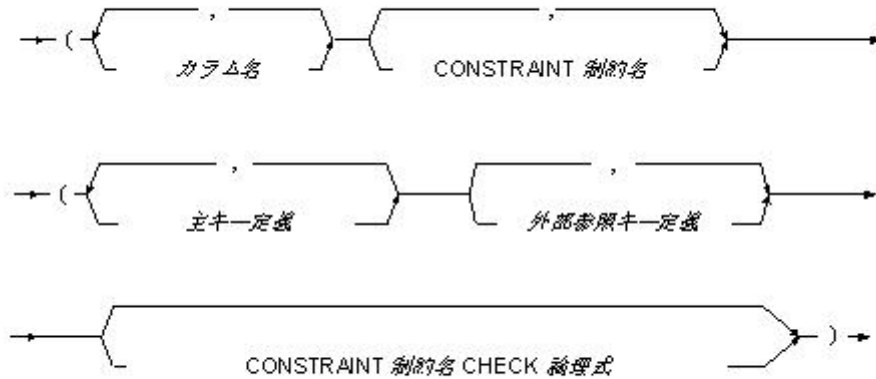 , ,
( カラム名 CONSTRAINT 制約名
, ,
( 主キー定義 外部参照キー定義
CONSTRAINT 制約名 CHECK 論理式 )